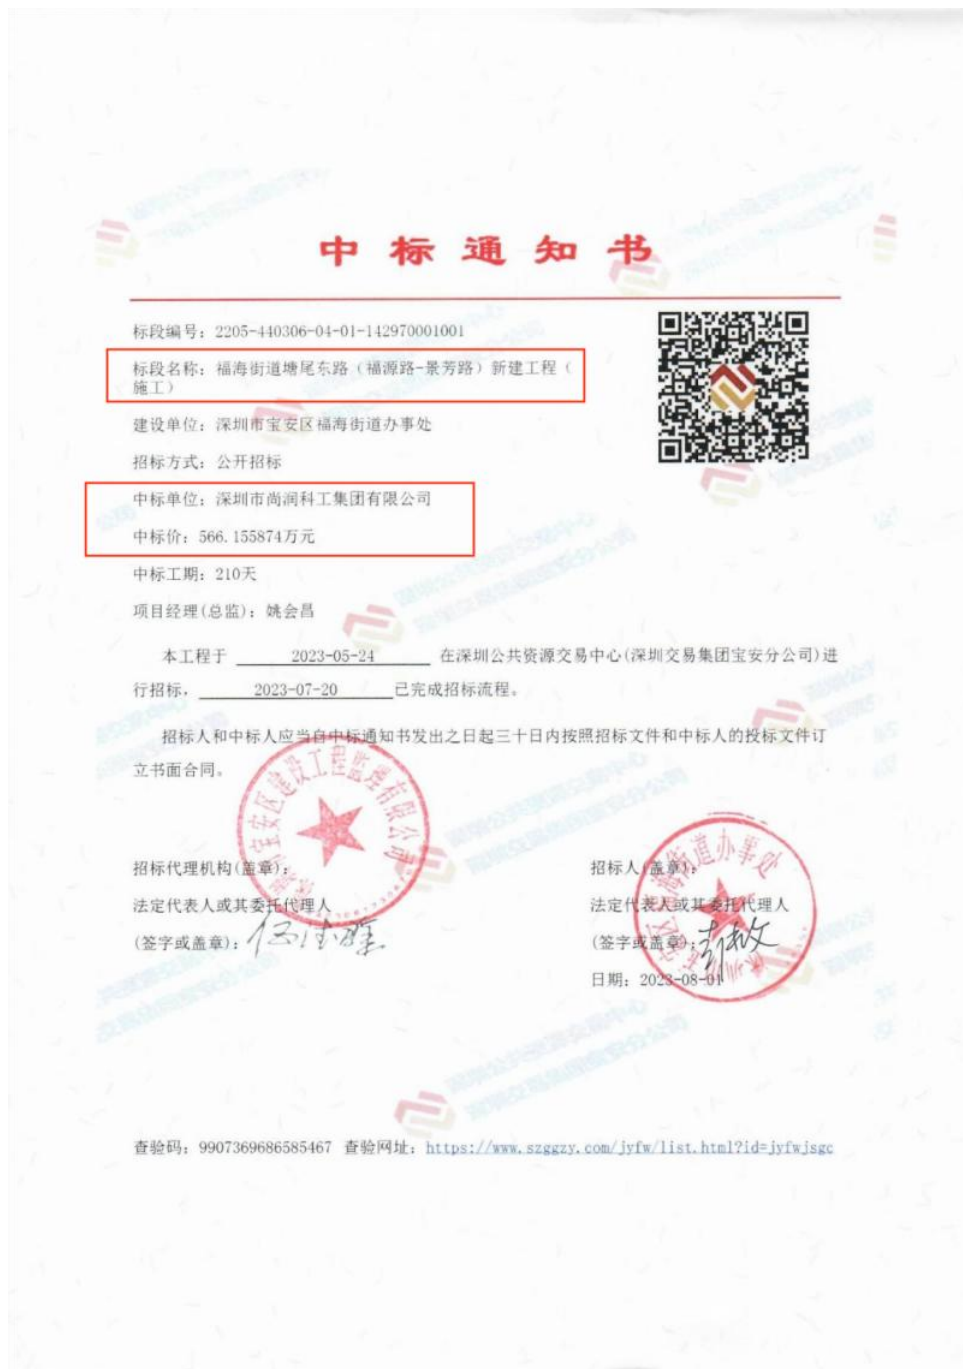 中标通知书
标段编号：2205-440306-04-01-142970001001
标段名称：福海街道塘尾东路（福源路-景芳路）新建工程（
施工）
建设单位：深圳市宝安区福海街道办事处
招标方式：公开招标
中标单位：深圳市尚润科工集团有限公司
中标价：566.155874万元
中标工期：210天
项目经理(总监)：姚会昌
本工程于 2023-05-24 在深圳公共资源交易中心(深圳交易集团宝安分公司)进
行招标， 2023-07-20 已完成招标流程。
招标人和中标人应当自中标通知书发出之日起三十日内按照招标文件和中标人的投标文件订
立书面合同。
招标代理机构(盖章)：
法定代表人或其委托代理人
(签字或盖章)：
招标人(盖章)：
法定代表人或其委托代理人
(签字或盖章)：
日期：2023-08-01
查验码：9907369686585467 查验网址：https://www.szggzy.com/jyfw/list.html?id=jyfwjsgc